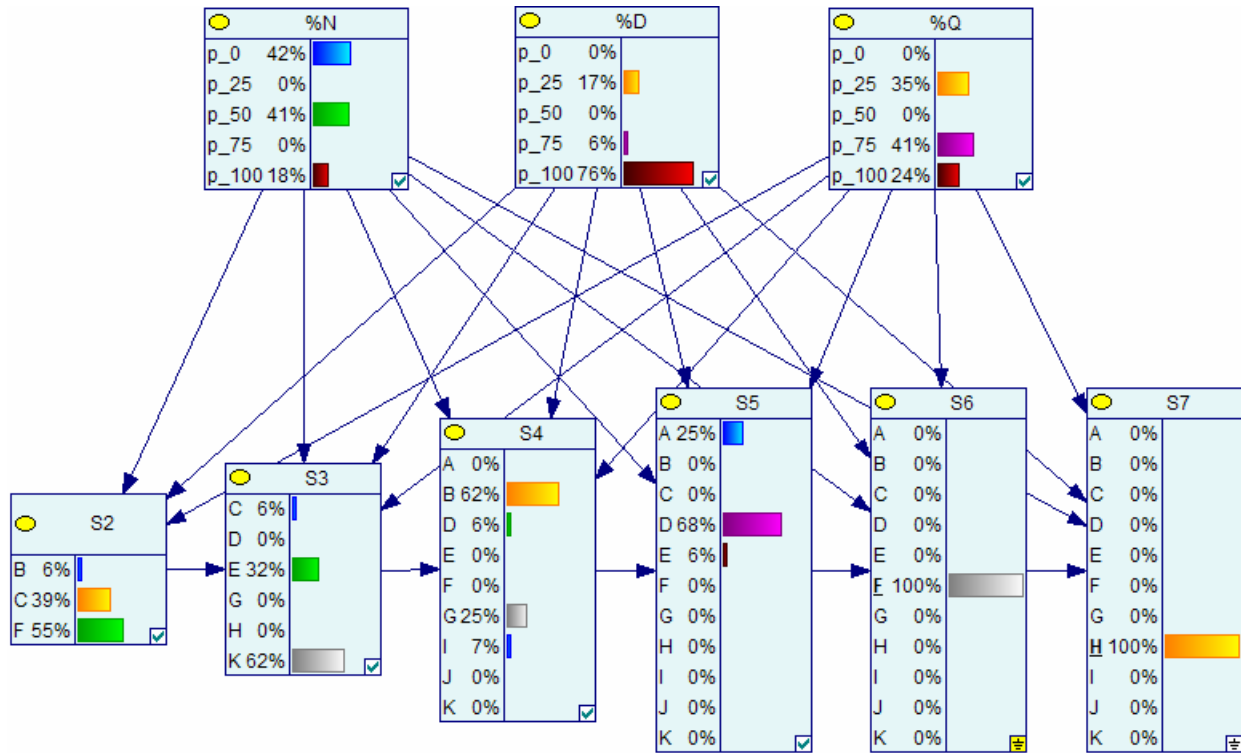 %N
p_0 42%
p_25 0%
p_50 41%
p_75 0%
p_100 18%
%D
p_0 0%
p_25 17%
p_50 0%
p_75 6%
p_100 76%
%Q
p_0 0%
p_25 35%
p_50 0%
p_75 41%
p_100 24%
S2
B 6%
C 39%
F 55%
S3
C 6%
D 0%
E 32%
G 0%
H 0%
K 62%
S4
A 0%
B 62%
D 6%
E 0%
F 0%
G 25%
I 7%
J 0%
K 0%
S5
A 25%
B 0%
C 0%
D 68%
E 6%
F 0%
G 0%
H 0%
I 0%
J 0%
K 0%
S6
A 0%
B 0%
C 0%
D 0%
E 0%
F 100%
G 0%
H 0%
I 0%
J 0%
K 0%
S7
A 0%
B 0%
C 0%
D 0%
E 0%
F 0%
G 0%
H 100%
I 0%
J 0%
K 0%